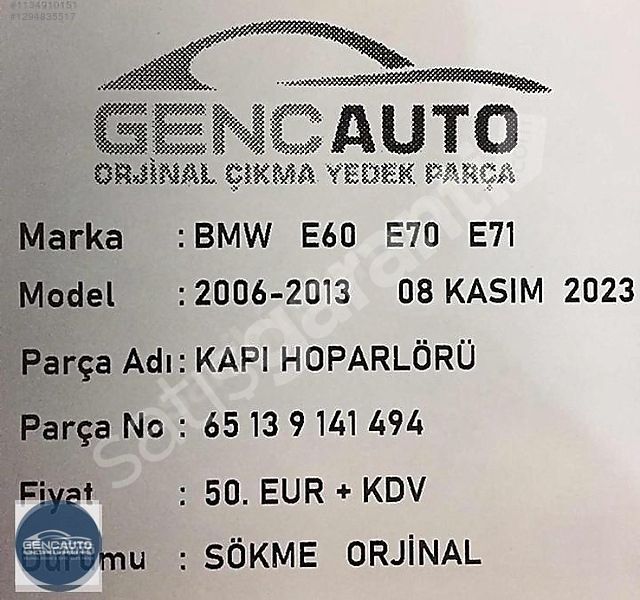 #1134910151
#1294835517
GENCAUTO
ORJİNAL ÇIKMA YEDEK PARÇA
Marka : BMW E60 E70 E71
Model : 2006-2013 08 KASIM 2023
Parça Adı : KAPI HOPARLÖRÜ
Parça No : 65 13 9 141 494
Fiyat : 50. EUR + KDV
Durumu : SÖKME ORJİNAL
GENCAUTO